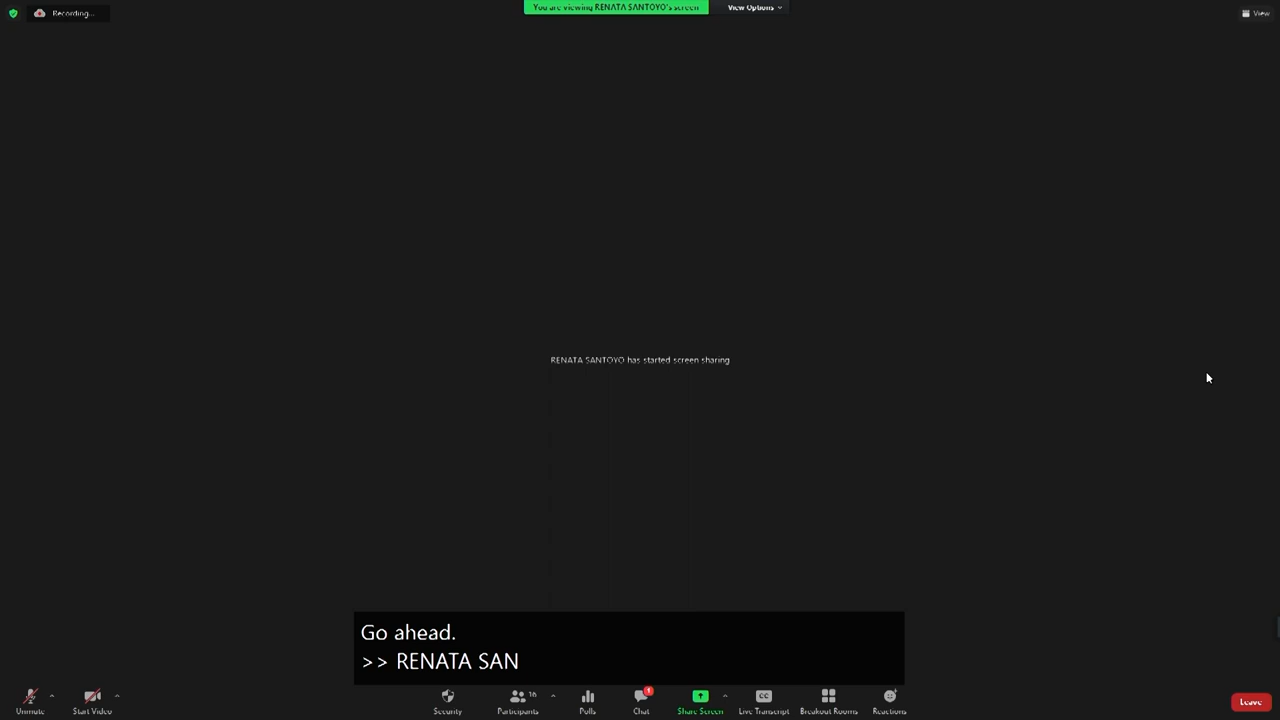 Recording...
You are viewing RENATA SANTOYO's screen
View Options
View
RENATA SANTOYO has started screen sharing
Go ahead.
>> RENATA SAN
Unmute
Start Video
Security
Participants
16
Polls
Chat
1
Share Screen
CC
Live Transcript
Breakout Rooms
Reactions
Leave